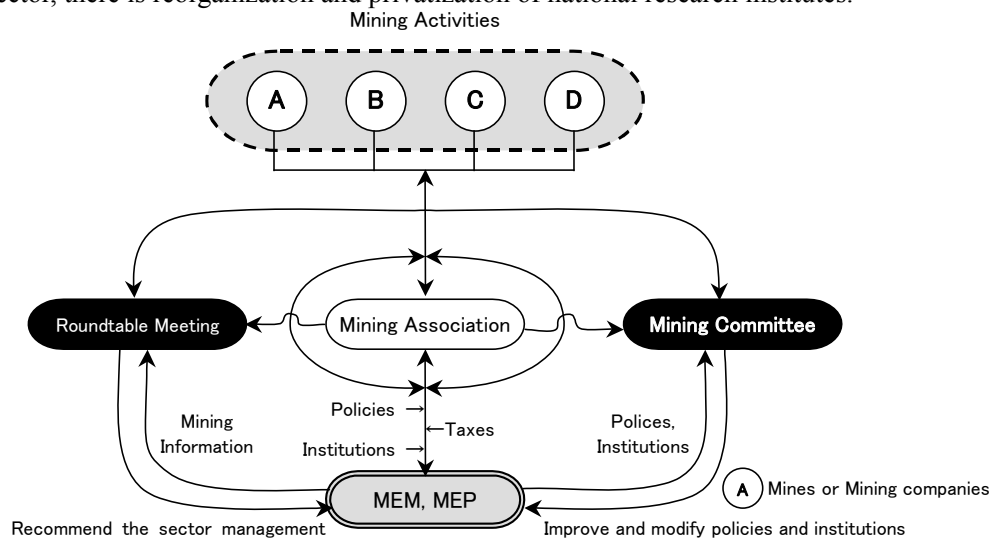 sector, there is reorganization and privatization of national research institutes.
Mining Activities
A B C D
Roundtable Meeting
Mining Association
Mining Committee
Policies
Taxes
Institutions
Mining
Information
Polices,
Institutions
MEM, MEP
A Mines or Mining companies
Recommend the sector management
Improve and modify policies and institutions